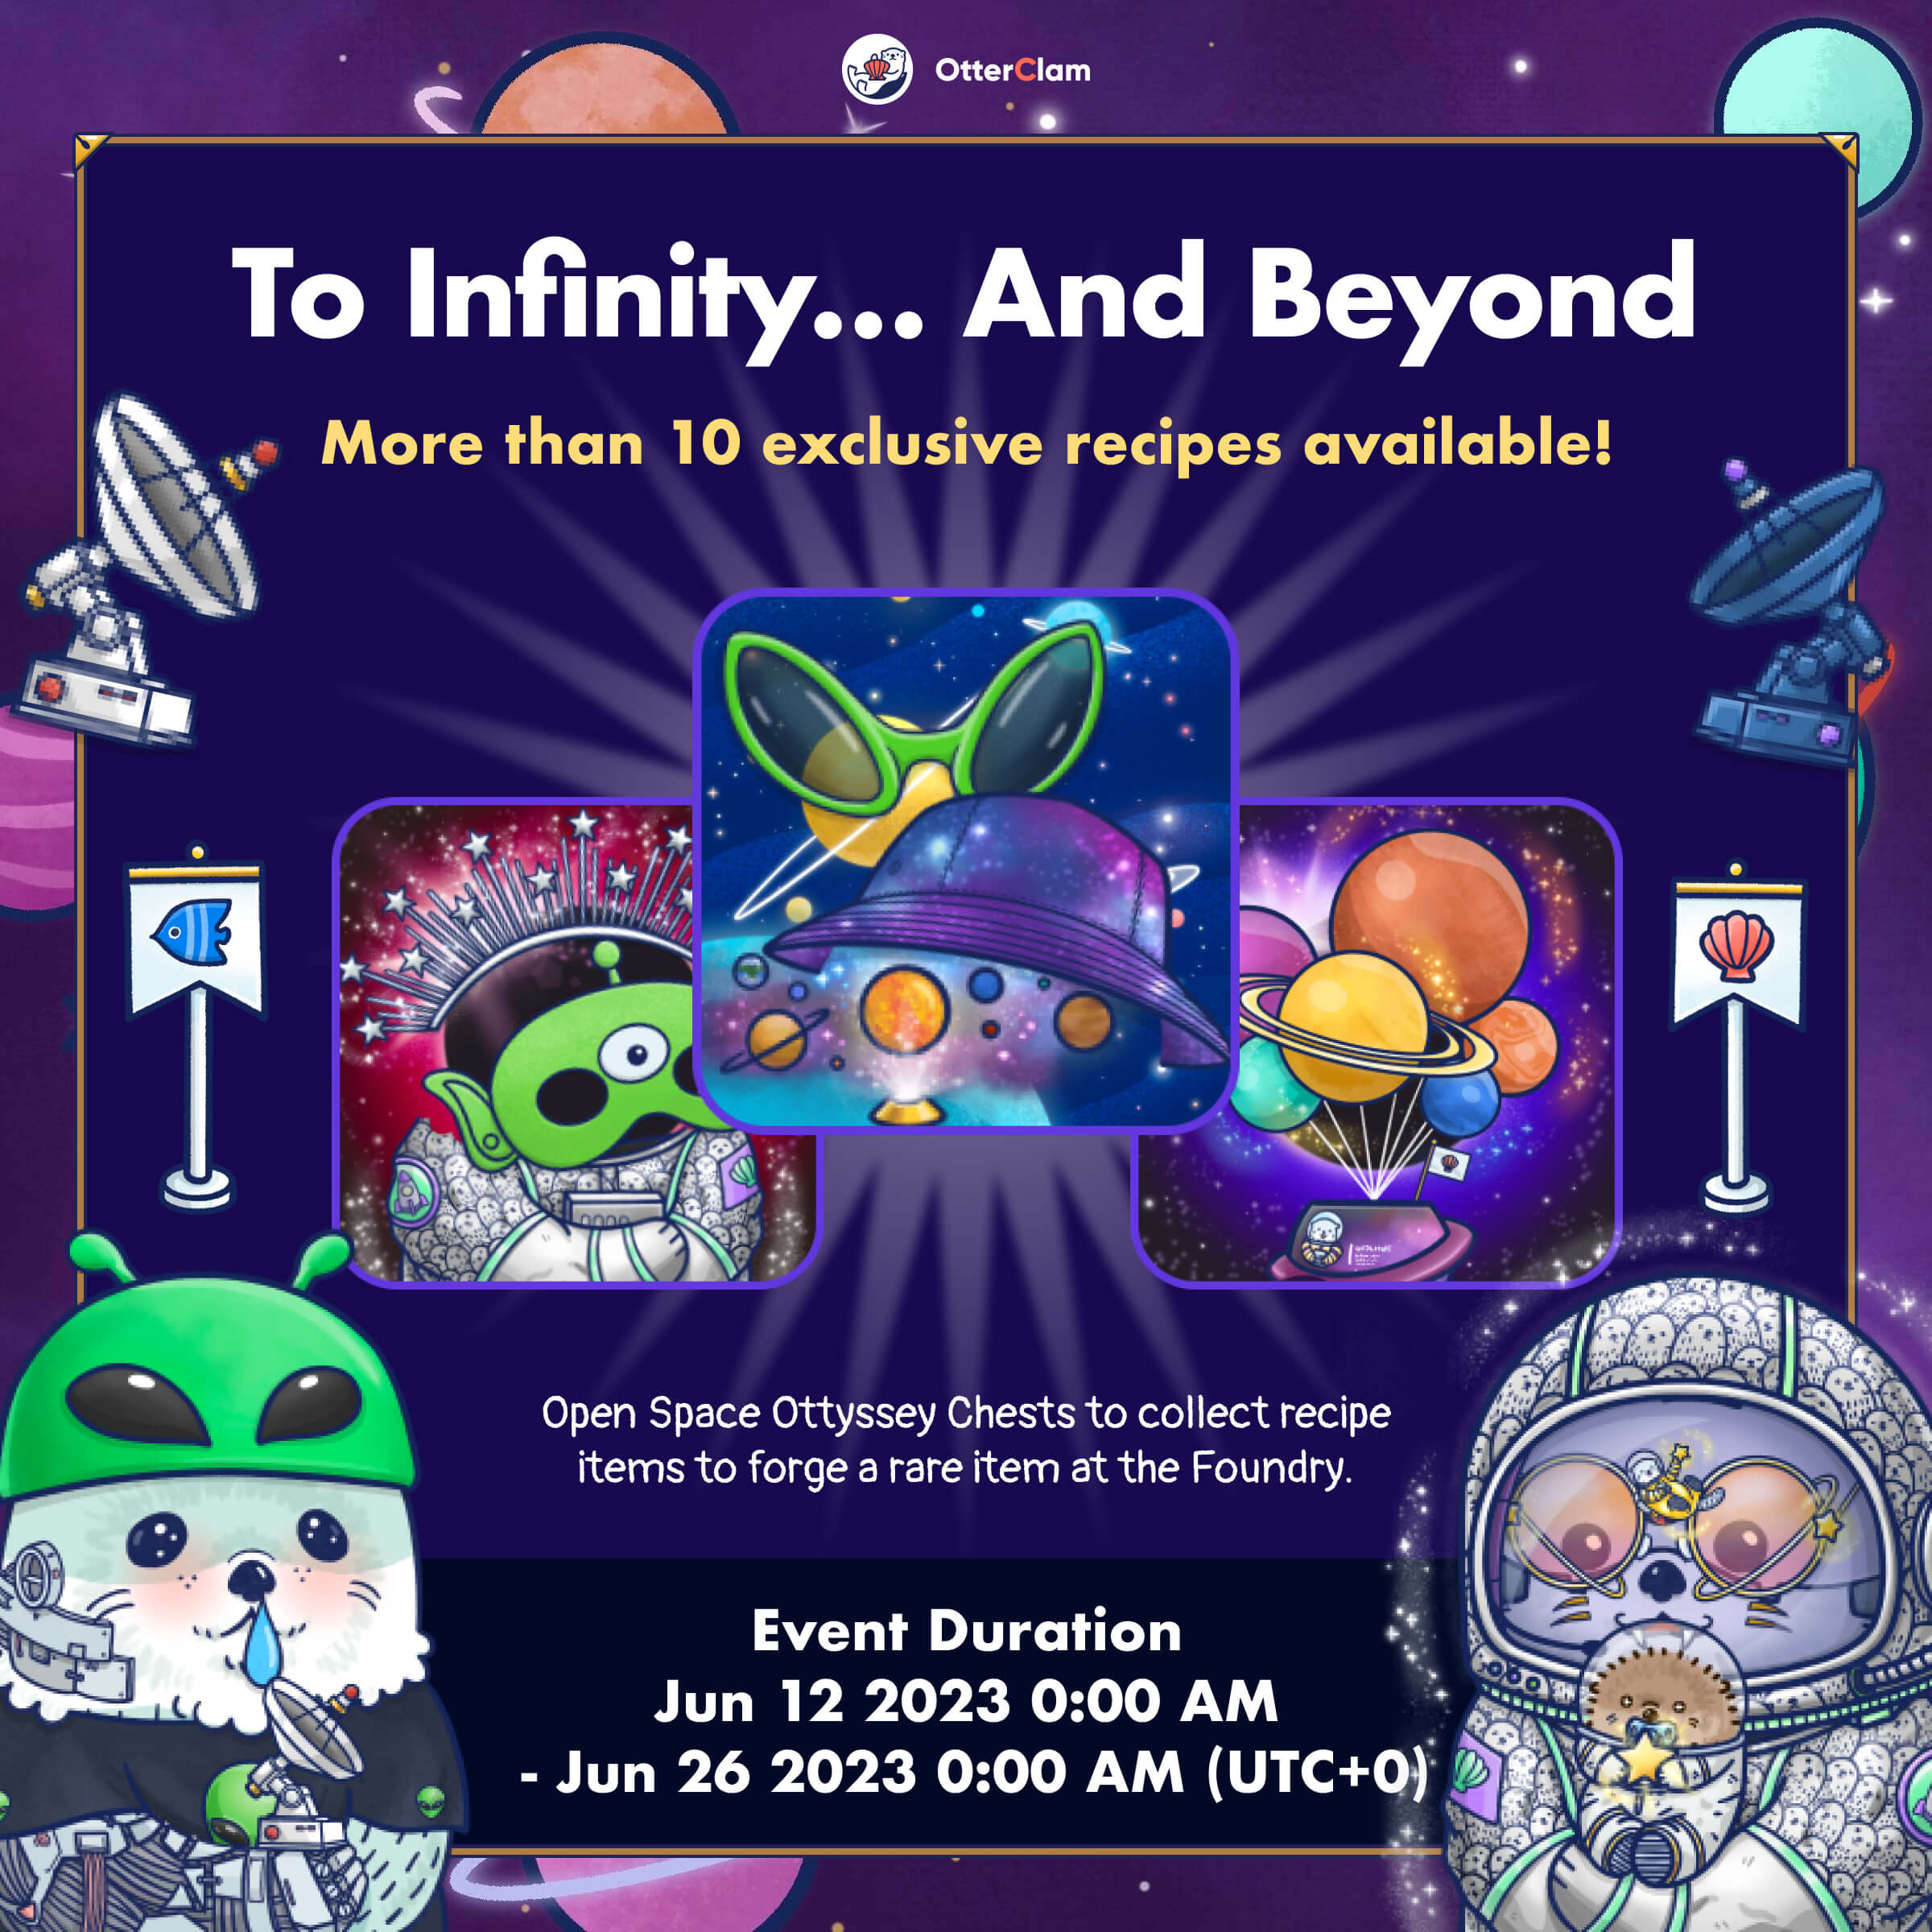 OtterClam
To Infinity... And Beyond
More than 10 exclusive recipes available!
Open Space Ottyssey Chests to collect recipe
items to forge a rare item at the Foundry.
Event Duration
Jun 12 2023 0:00 AM
- Jun 26 2023 0:00 AM (UTC+0)